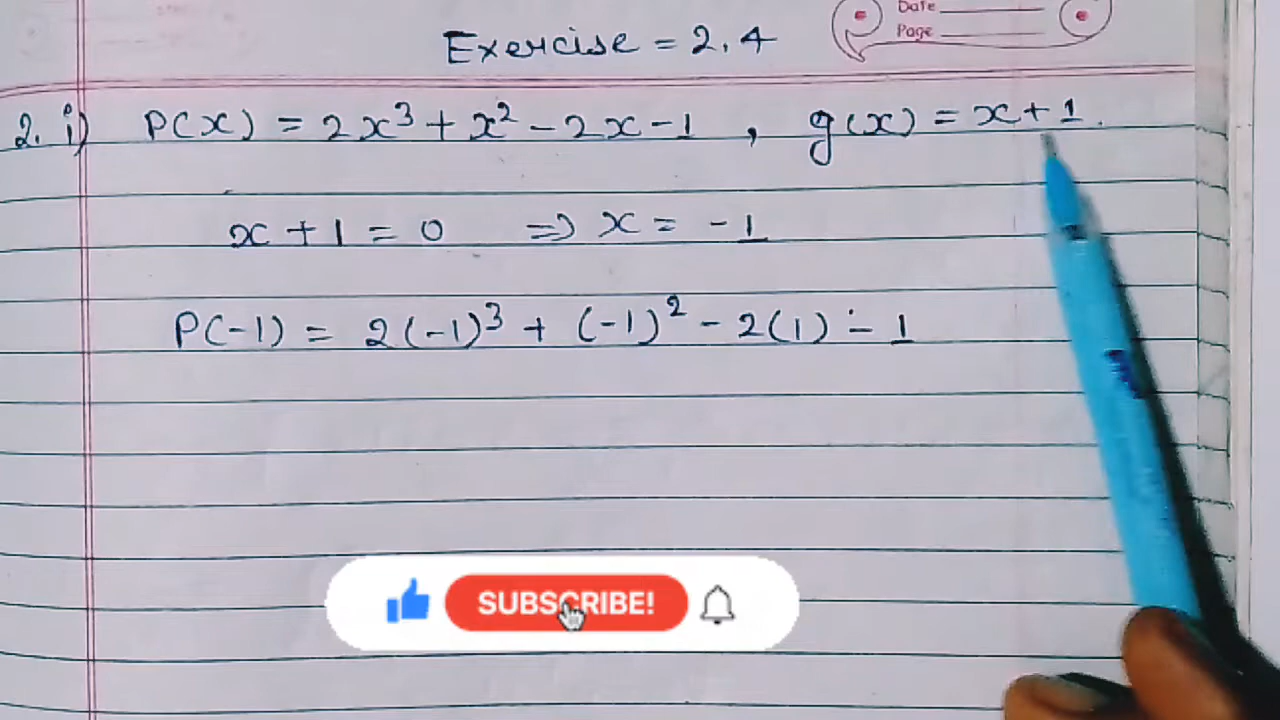 Date
Page
Exercise = 2.4
2. i) P(x) = 2x³ + x² - 2x - 1 , g(x) = x + 1.
x + 1 = 0 ⇒ x = -1
P(-1) = 2(-1)³ + (-1)² - 2(1) - 1
SUBSCRIBE!